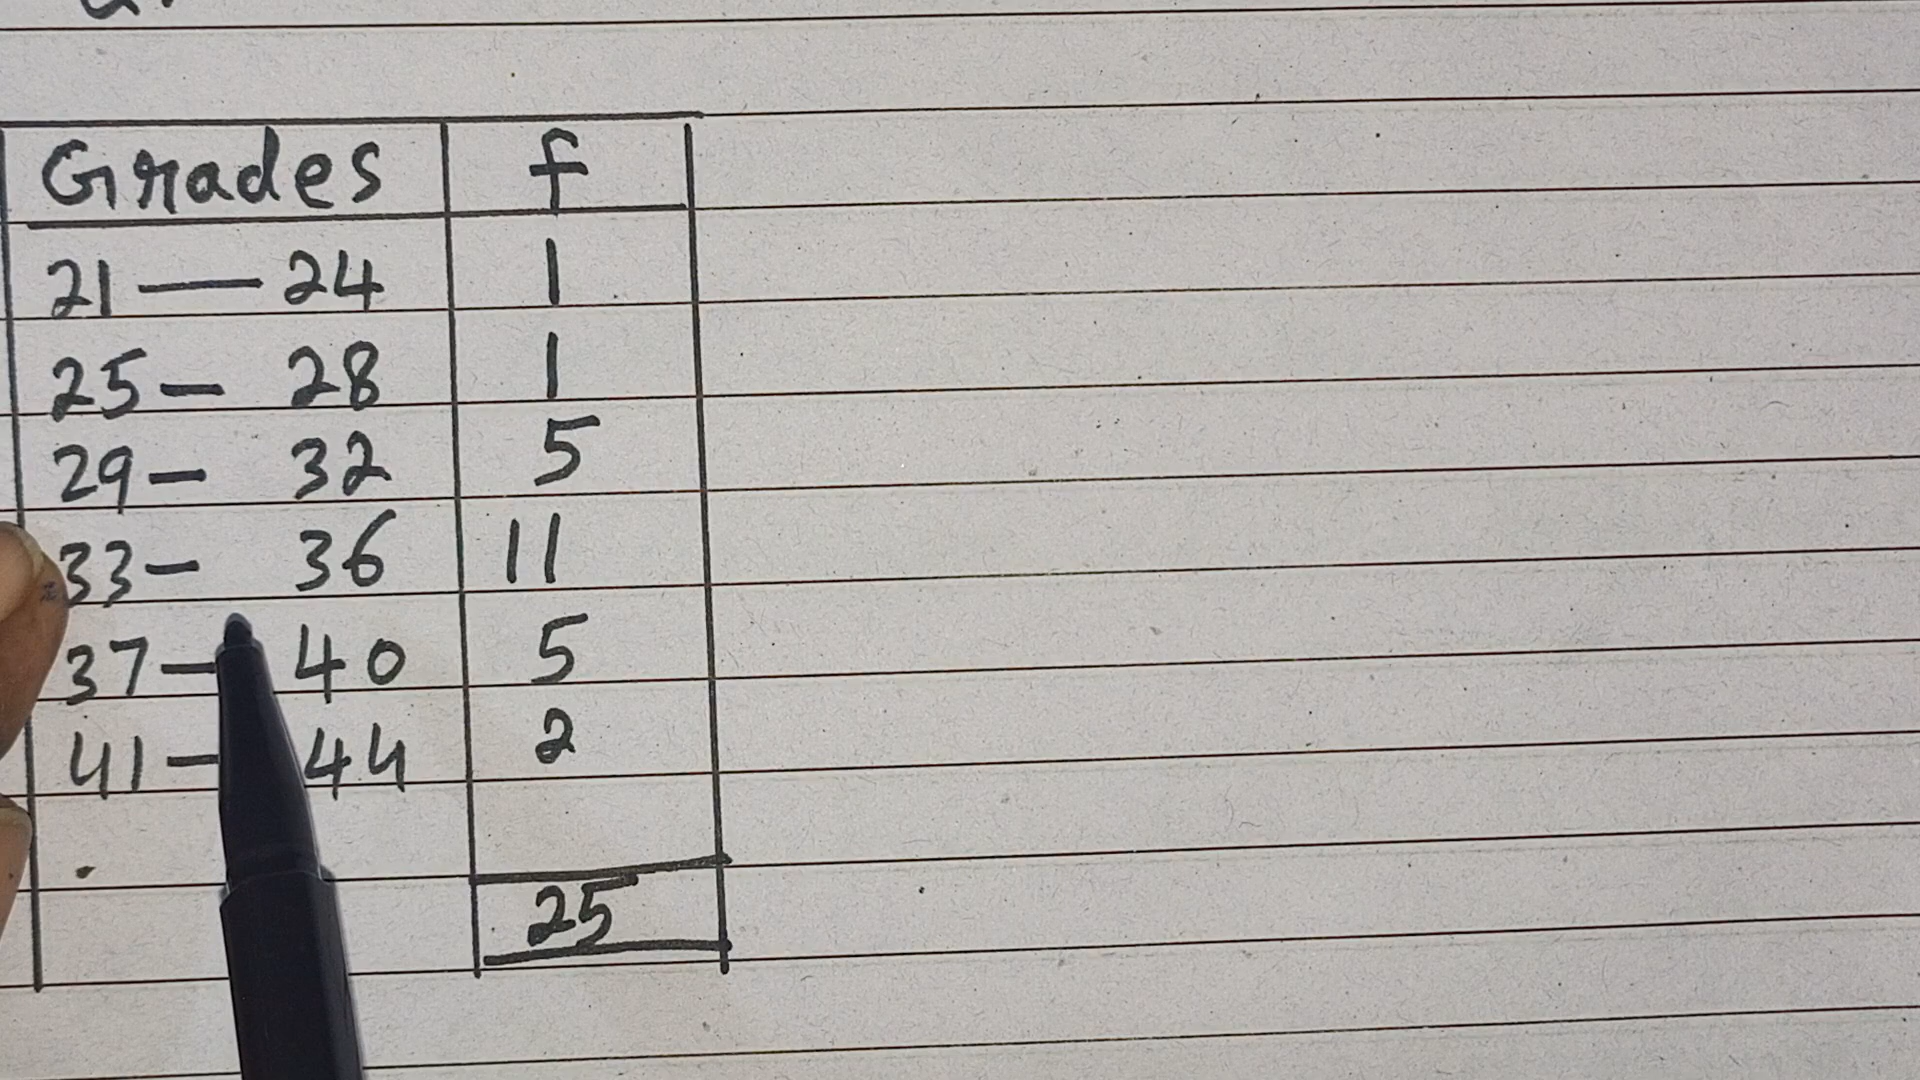 Grades f
21 — 24 1
25 - 28 1
29 - 32 5
33 - 36 11
37 - 40 5
41 - 44 2
25